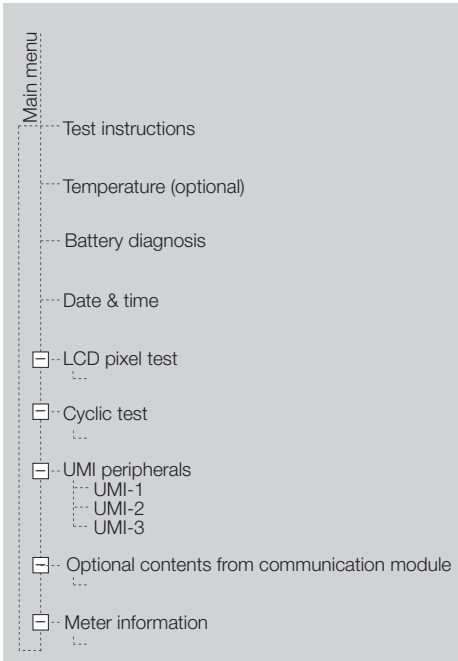 Main menu
Test instructions
Temperature (optional)
Battery diagnosis
Date & time
LCD pixel test
Cyclic test
UMI peripherals
UMI-1
UMI-2
UMI-3
Optional contents from communication module
Meter information